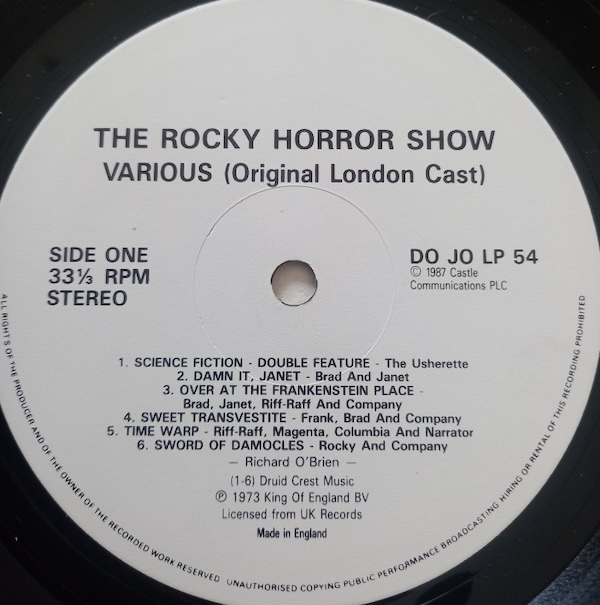 THE ROCKY HORROR SHOW
VARIOUS (Original London Cast)
SIDE ONE
33⅓ RPM
STEREO
DO JO LP 54
© 1987 Castle
Communications PLC
1. SCIENCE FICTION - DOUBLE FEATURE - The Usherette
2. DAMN IT, JANET - Brad And Janet
3. OVER AT THE FRANKENSTEIN PLACE -
Brad, Janet, Riff-Raff And Company
4. SWEET TRANSVESTITE - Frank, Brad And Company
5. TIME WARP - Riff-Raff, Magenta, Columbia And Narrator
6. SWORD OF DAMOCLES - Rocky And Company
— Richard O'Brien —
(1-6) Druid Crest Music
℗ 1973 King Of England BV
Licensed from UK Records
Made in England
ALL RIGHTS OF THE PRODUCER AND OF THE OWNER OF THE RECORDED WORK RESERVED UNAUTHORISED COPYING PUBLIC PERFORMANCE BROADCASTING HIRING OR RENTAL OF THIS RECORDING PROHIBITED